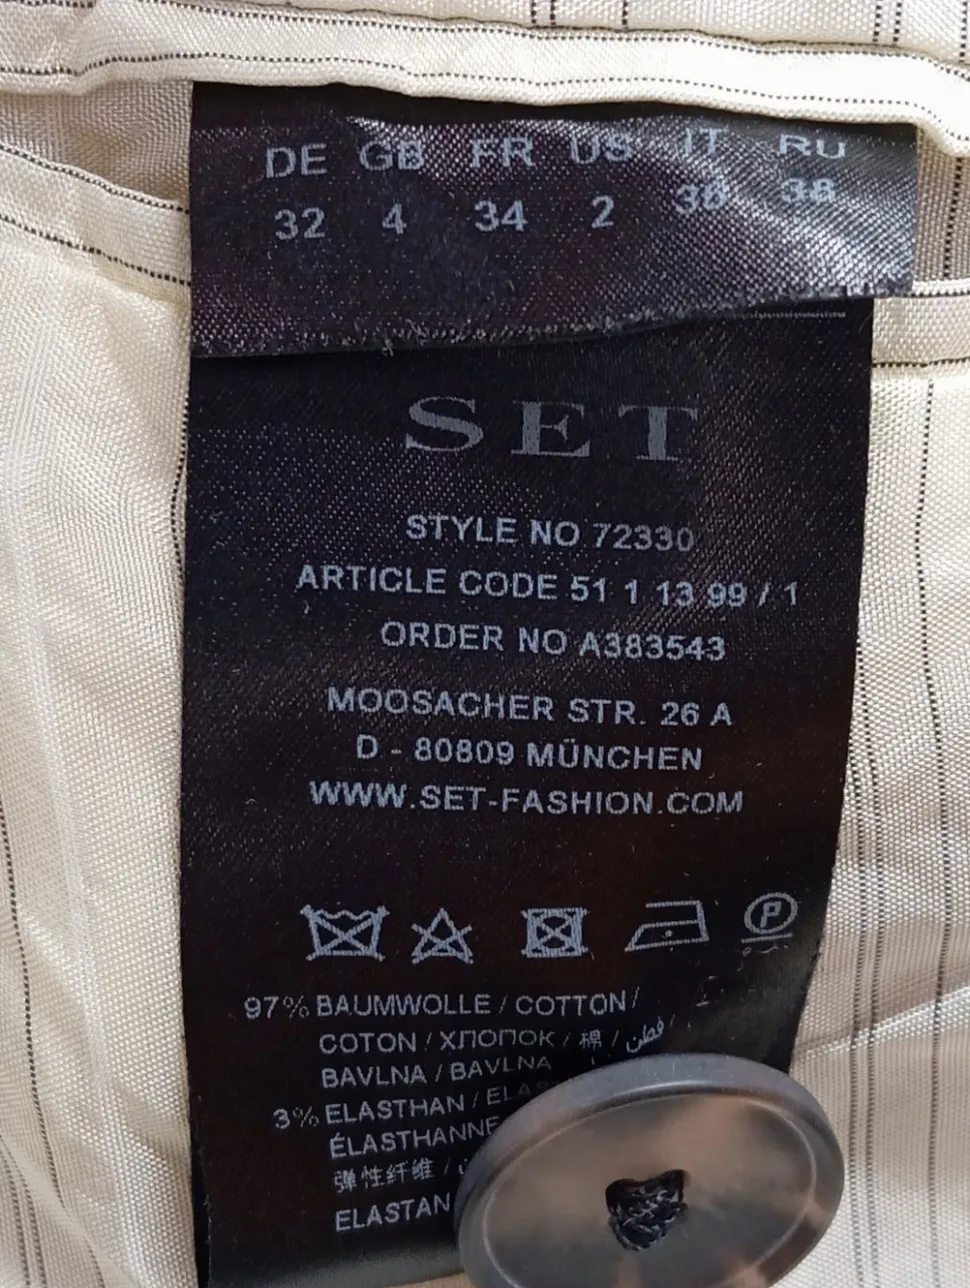 DE GB FR US IT RU
32 4 34 2 36 38
SET
STYLE NO 72330
ARTICLE CODE 51 1 13 99 / 1
ORDER NO A383543
MOOSACHER STR. 26 A
D - 80809 MÜNCHEN
WWW.SET-FASHION.COM
P
97% BAUMWOLLE / COTTON /
COTON / ХЛОПОК / 棉 / قطن /
BAVLNA / BAVLNA
3% ELASTHAN /
ÉLASTHANNE
弹性纤维 /
ELASTAN